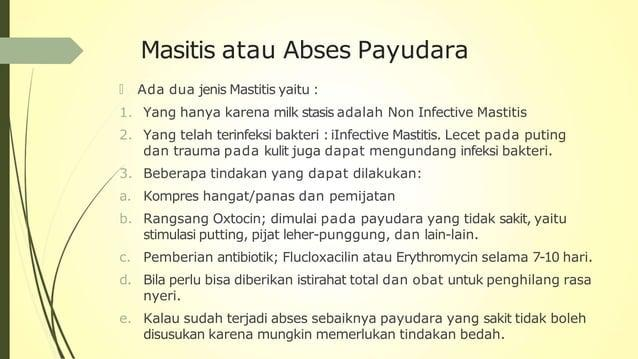 Masitis atau Abses Payudara
Ada dua jenis Mastitis yaitu :
1. Yang hanya karena milk stasis adalah Non Infective Mastitis
2. Yang telah terinfeksi bakteri : iInfective Mastitis. Lecet pada puting
dan trauma pada kulit juga dapat mengundang infeksi bakteri.
3. Beberapa tindakan yang dapat dilakukan:
a. Kompres hangat/panas dan pemijatan
b. Rangsang Oxtocin; dimulai pada payudara yang tidak sakit, yaitu
stimulasi putting, pijat leher-punggung, dan lain-lain.
c. Pemberian antibiotik; Flucloxacilin atau Erythromycin selama 7-10 hari.
d. Bila perlu bisa diberikan istirahat total dan obat untuk penghilang rasa
nyeri.
e. Kalau sudah terjadi abses sebaiknya payudara yang sakit tidak boleh
disusukan karena mungkin memerlukan tindakan bedah.